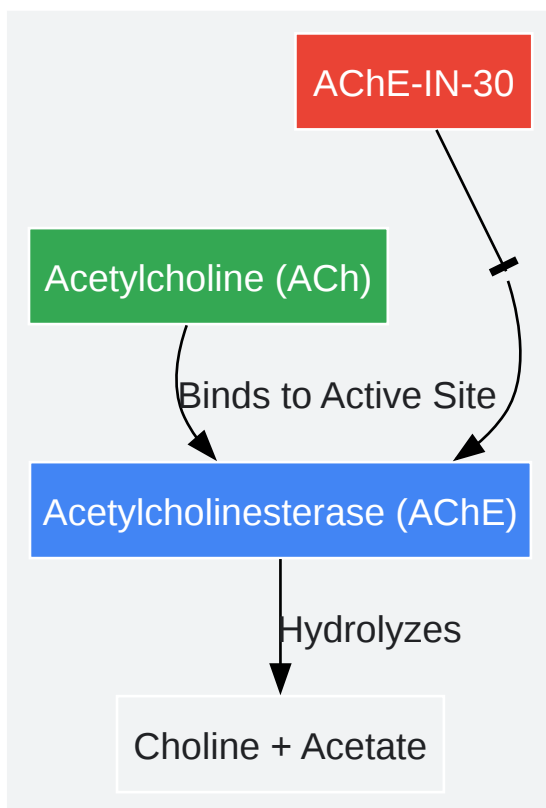 AChE-IN-30
Acetylcholine (ACh)
Binds to Active Site
Acetylcholinesterase (AChE)
Hydrolyzes
Choline + Acetate